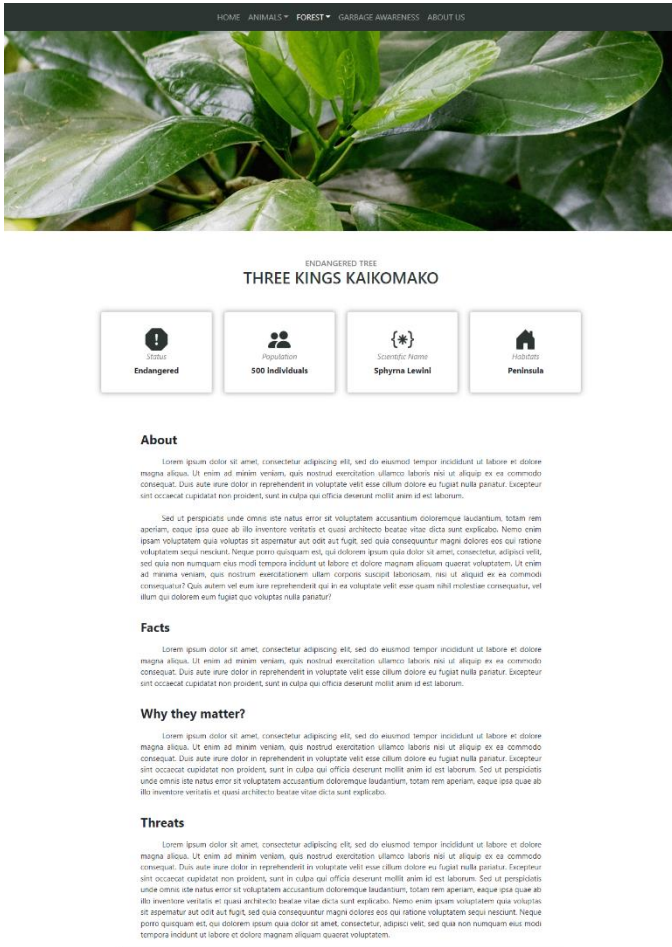 HOME ANIMALS FOREST GARBAGE AWARENESS ABOUT US
ENDANGERED TREE
THREE KINGS KAIKOMAKO
Status
Endangered
Population
500 individuals
{*}
Scientific Name
Sphyrna Lewini
Habitats
Peninsula
About
Lorem ipsum dolor sit amet, consectetur adipiscing elit, sed do eiusmod tempor incididunt ut labore et dolore
magna aliqua. Ut enim ad minim veniam, quis nostrud exercitation ullamco laboris nisi ut aliquip ex ea commodo
consequat. Duis aute irure dolor in reprehenderit in voluptate velit esse cillum dolore eu fugiat nulla pariatur. Excepteur
sint occaecat cupidatat non proident, sunt in culpa qui officia deserunt mollit anim id est laborum.
Sed ut perspiciatis unde omnis iste natus error sit voluptatem accusantium doloremque laudantium, totam rem
aperiam, eaque ipsa quae ab illo inventore veritatis et quasi architecto beatae vitae dicta sunt explicabo. Nemo enim
ipsam voluptatem quia voluptas sit aspernatur aut odit aut fugit, sed quia consequuntur magni dolores eos qui ratione
voluptatem sequi nesciunt. Neque porro quisquam est, qui dolorem ipsum quia dolor sit amet, consectetur, adipisci velit,
sed quia non numquam eius modi tempora incidunt ut labore et dolore magnam aliquam quaerat voluptatem. Ut enim
ad minima veniam, quis nostrum exercitationem ullam corporis suscipit laboriosam, nisi ut aliquid ex ea commodi
consequatur? Quis autem vel eum iure reprehenderit qui in ea voluptate velit esse quam nihil molestiae consequatur, vel
illum qui dolorem eum fugiat quo voluptas nulla pariatur?
Facts
Lorem ipsum dolor sit amet, consectetur adipiscing elit, sed do eiusmod tempor incididunt ut labore et dolore
magna aliqua. Ut enim ad minim veniam, quis nostrud exercitation ullamco laboris nisi ut aliquip ex ea commodo
consequat. Duis aute irure dolor in reprehenderit in voluptate velit esse cillum dolore eu fugiat nulla pariatur. Excepteur
sint occaecat cupidatat non proident, sunt in culpa qui officia deserunt mollit anim id est laborum.
Why they matter?
Lorem ipsum dolor sit amet, consectetur adipiscing elit, sed do eiusmod tempor incididunt ut labore et dolore
magna aliqua. Ut enim ad minim veniam, quis nostrud exercitation ullamco laboris nisi ut aliquip ex ea commodo
consequat. Duis aute irure dolor in reprehenderit in voluptate velit esse cillum dolore eu fugiat nulla pariatur. Excepteur
sint occaecat cupidatat non proident, sunt in culpa qui officia deserunt mollit anim id est laborum. Sed ut perspiciatis
unde omnis iste natus error sit voluptatem accusantium doloremque laudantium, totam rem aperiam, eaque ipsa quae ab
illo inventore veritatis et quasi architecto beatae vitae dicta sunt explicabo.
Threats
Lorem ipsum dolor sit amet, consectetur adipiscing elit, sed do eiusmod tempor incididunt ut labore et dolore
magna aliqua. Ut enim ad minim veniam, quis nostrud exercitation ullamco laboris nisi ut aliquip ex ea commodo
consequat. Duis aute irure dolor in reprehenderit in voluptate velit esse cillum dolore eu fugiat nulla pariatur. Excepteur
sint occaecat cupidatat non proident, sunt in culpa qui officia deserunt mollit anim id est laborum. Sed ut perspiciatis
unde omnis iste natus error sit voluptatem accusantium doloremque laudantium, totam rem aperiam, eaque ipsa quae ab
illo inventore veritatis et quasi architecto beatae vitae dicta sunt explicabo. Nemo enim ipsam voluptatem quia voluptas
sit aspernatur aut odit aut fugit, sed quia consequuntur magni dolores eos qui ratione voluptatem sequi nesciunt. Neque
porro quisquam est, qui dolorem ipsum quia dolor sit amet, consectetur, adipisci velit, sed quia non numquam eius modi
tempora incidunt ut labore et dolore magnam aliquam quaerat voluptatem.